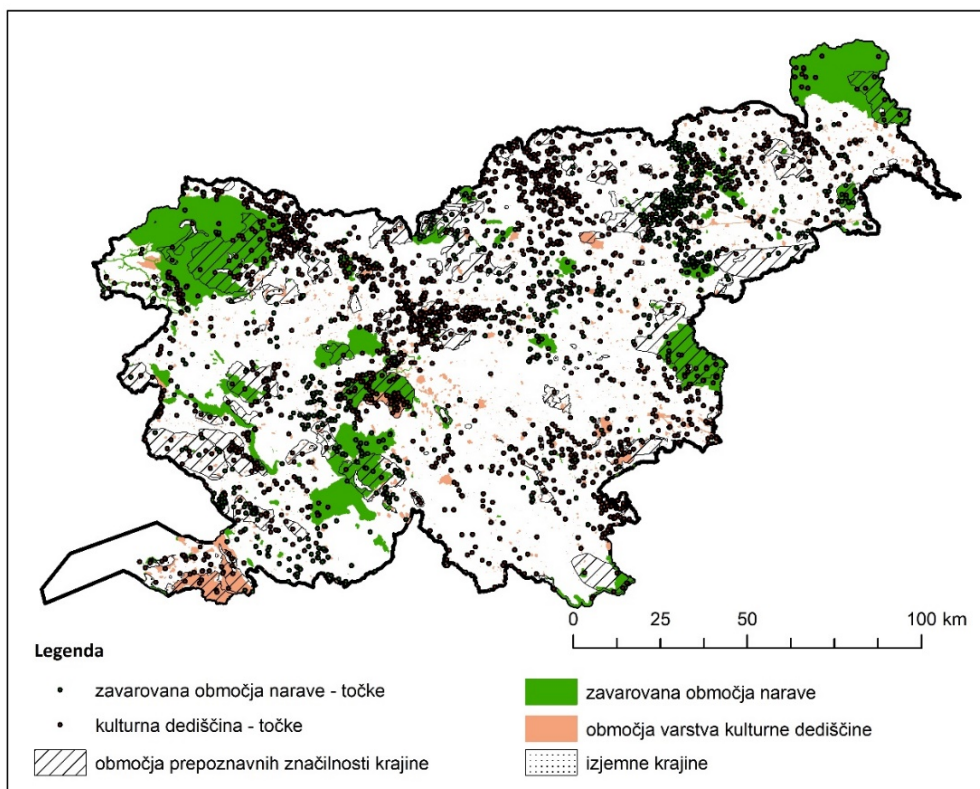 0 25 50 100 km
Legenda
zavarovana območja narave - točke
kulturna dediščina - točke
območja prepoznavnih značilnosti krajine
zavarovana območja narave
območja varstva kulturne dediščine
izjemne krajine